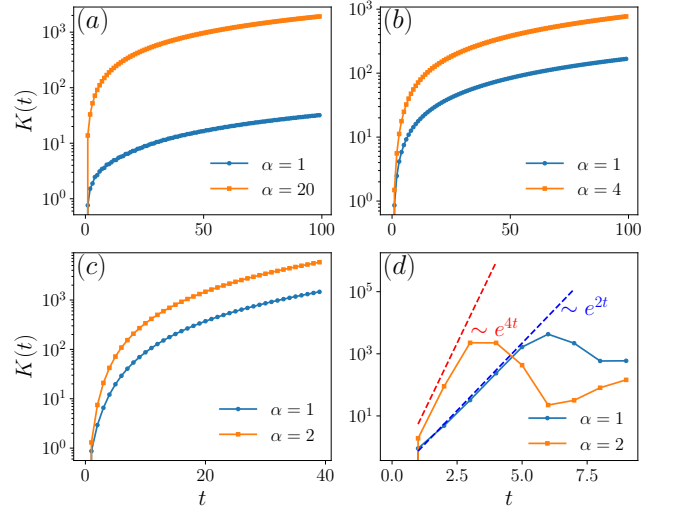 (a)
K(t)
10³
10²
10¹
10⁰
α = 1
α = 20
0 50 100
(b)
10³
10²
10¹
10⁰
α = 1
α = 4
0 50 100
(c)
K(t)
10³
10²
10¹
10⁰
α = 1
α = 2
0 20 40
t
(d)
10⁵
10³
10¹
∼ e⁴ᵗ
∼ e²ᵗ
α = 1
α = 2
0.0 2.5 5.0 7.5
t